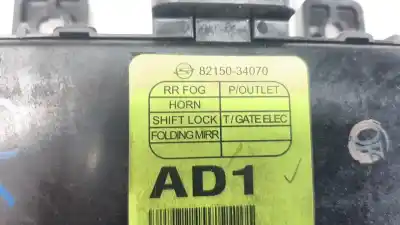 82150-34070
RR FOG P/OUTLET
HORN
SHIFT LOCK T/GATE ELEC
FOLDING MIRR
AD1